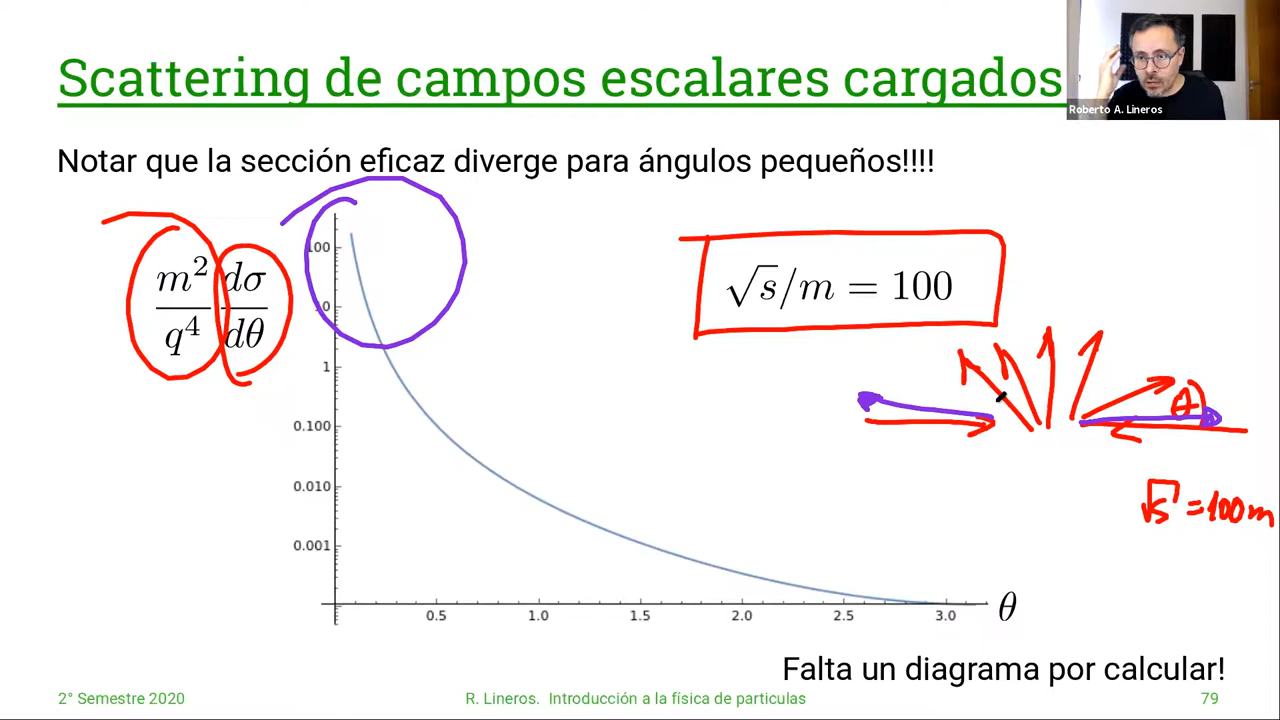 Scattering de campos escalares cargados
Roberto A. Lineros
Notar que la sección eficaz diverge para ángulos pequeños!!!!
m² / q⁴ dσ / dθ
100
10
1
0.100
0.010
0.001
0.5 1.0 1.5 2.0 2.5 3.0
θ
√s/m = 100
θ
√s = 100m
Falta un diagrama por calcular!
2° Semestre 2020
R. Lineros. Introducción a la física de particulas
79